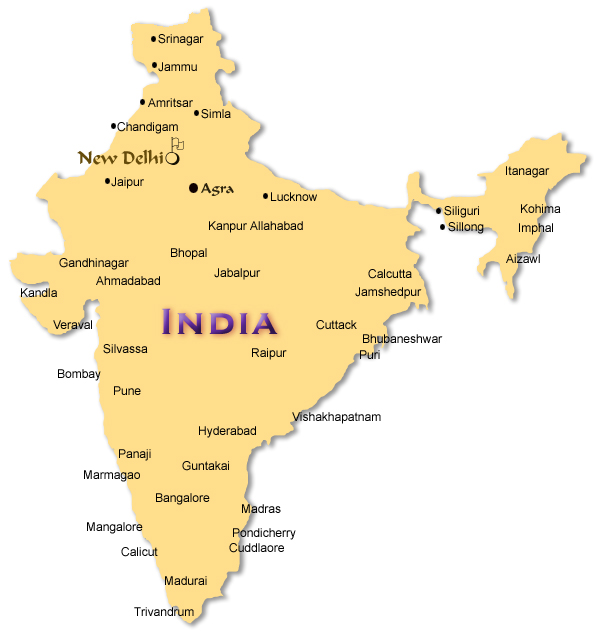 Srinagar
Jammu
Amritsar
Simla
Chandigam
New Delhi
Itanagar
Jaipur
Agra
Lucknow
Siliguri
Kohima
Kanpur Allahabad
Sillong
Imphal
Bhopal
Gandhinagar
Aizawl
Jabalpur
Calcutta
Ahmadabad
Kandla
Jamshedpur
INDIA
Veraval
Cuttack
Bhubaneshwar
Silvassa
Raipur
Puri
Bombay
Pune
Vishakhapatnam
Hyderabad
Panaji
Guntakai
Marmagao
Bangalore
Madras
Mangalore
Pondicherry
Calicut
Cuddlaore
Madurai
Trivandrum